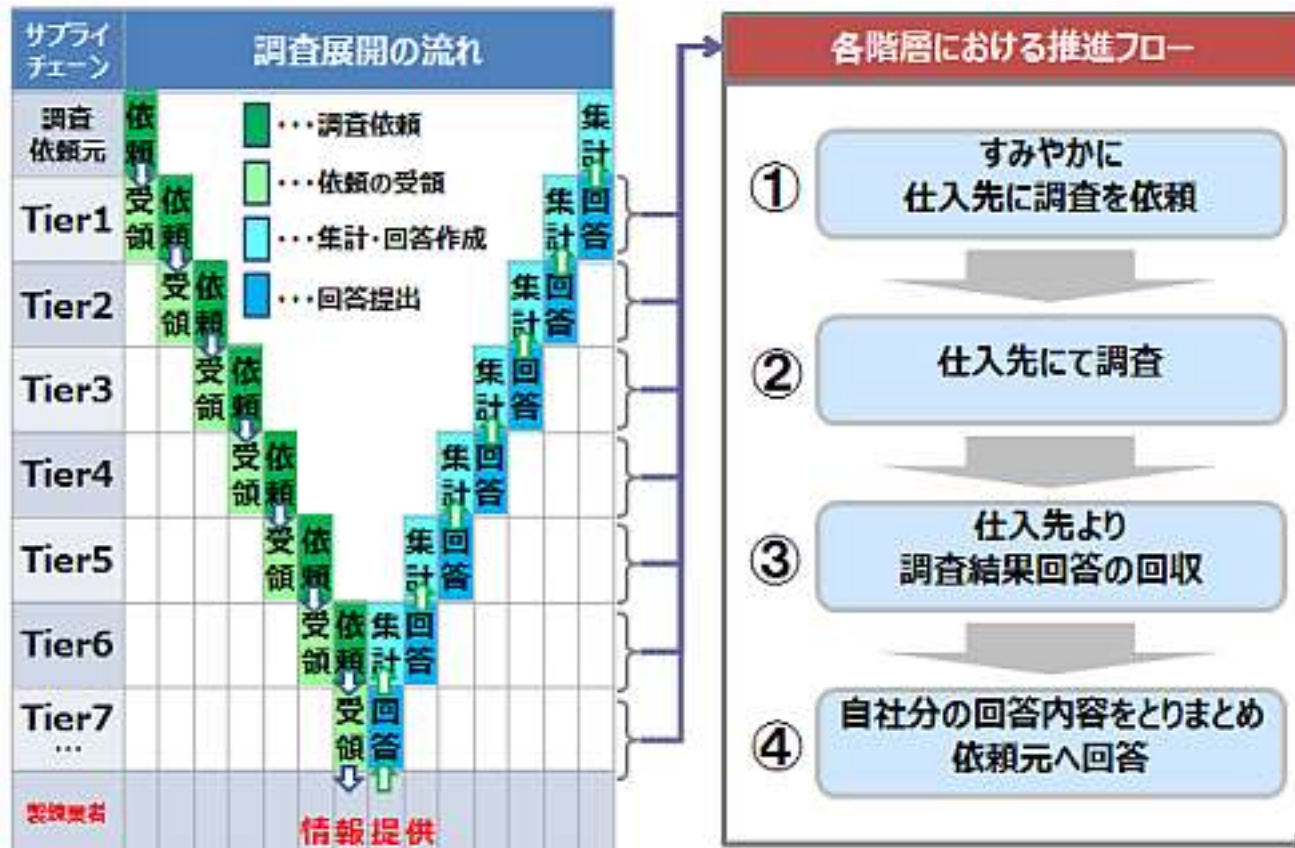 サプライ
チェーン
調査展開の流れ
調査
依頼元
依頼
集計
・・・調査依頼
・・・依頼の受領
・・・集計・回答作成
・・・回答提出
Tier1
受領
依頼
集計
回答
Tier2
受領
依頼
集計
回答
Tier3
受領
依頼
集計
回答
Tier4
受領
依頼
集計
回答
Tier5
受領
依頼
集計
回答
Tier6
受領
依頼
集計
回答
Tier7
…
受領
回答
製錬業者
情報提供
各階層における推進フロー
①
すみやかに
仕入先に調査を依頼
②
仕入先にて調査
③
仕入先より
調査結果回答の回収
④
自社分の回答内容をとりまとめ
依頼元へ回答